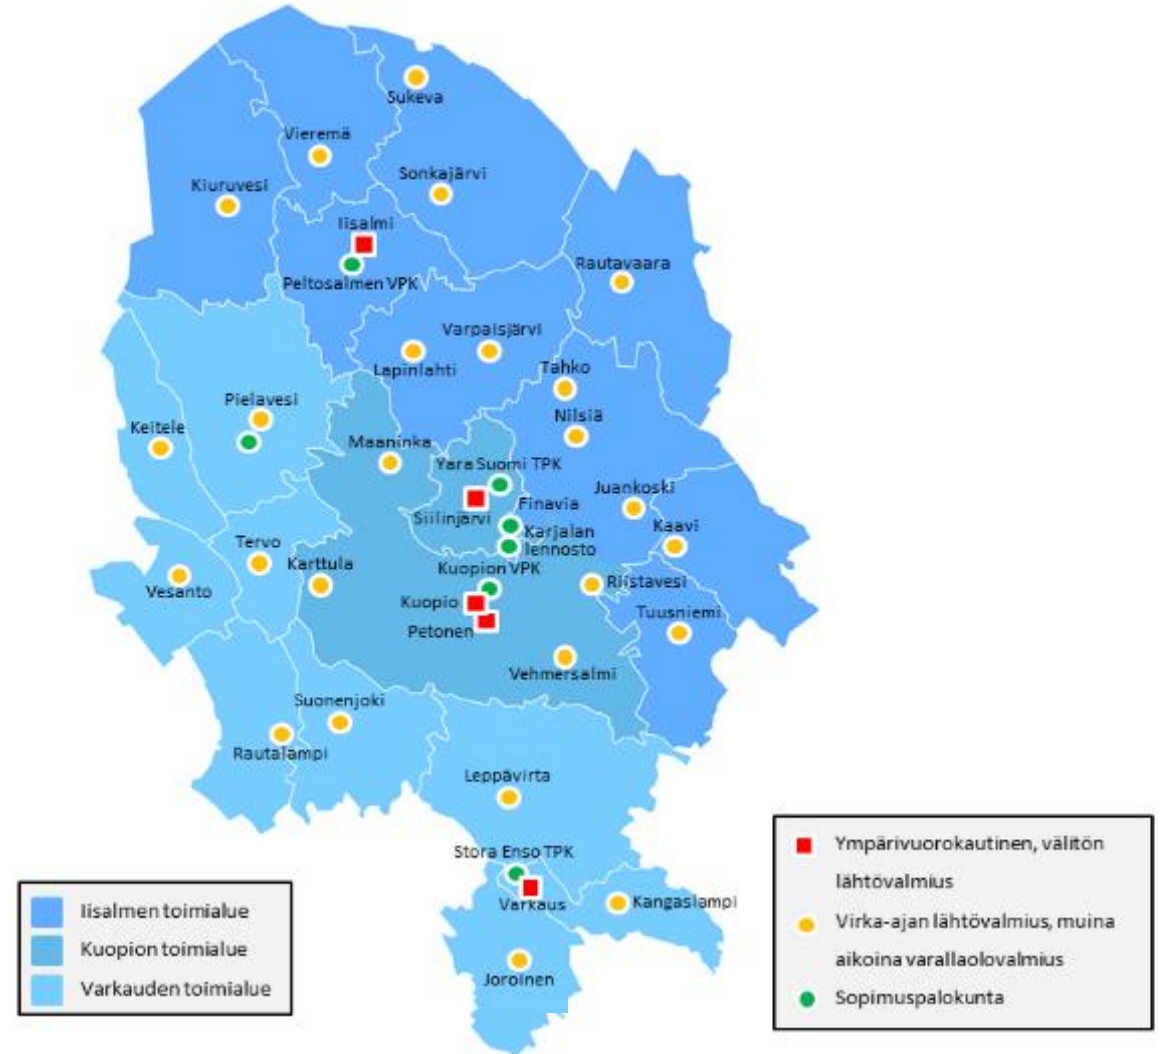 Sukeva
Vieremä
Sonkajärvi
Kiuruvesi
Iisalmi
Rautavaara
Peltosalmen VPK
Varpaisjärvi
Lapinlahti
Tahko
Pielavesi
Nilsiä
Keitele
Maaninka
Yara Suomi TPK
Juankoski
Finavia
Siilinjärvi
Kaavi
Karjalan
lennosto
Tervo
Karttula
Kuopion VPK
Vesanto
Riistavesi
Kuopio
Tuusniemi
Petonen
Vehmersalmi
Suonenjoki
Rautalampi
Leppävirta
Stora Enso TPK
Varkaus
Kangaslampi
Joroinen
Iisalmen toimialue
Kuopion toimialue
Varkauden toimialue
Ympärivuorokautinen, välitön
lähtövalmius
Virka-ajan lähtövalmius, muina
aikoina varallaolovalmius
Sopimuspalokunta